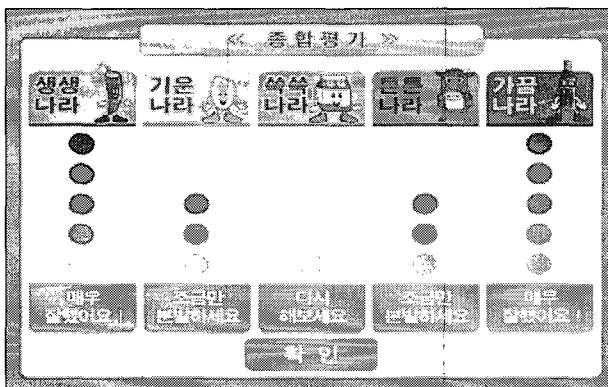 ≪ 종합평가 ≫
생생
나라
기운
나라
쑥쑥
나라
튼튼
나라
가끔
나라
매우
잘했어요!
조금만
분발하세요
다시
해보세요
조금만
분발하세요
매우
잘했어요!
확 인